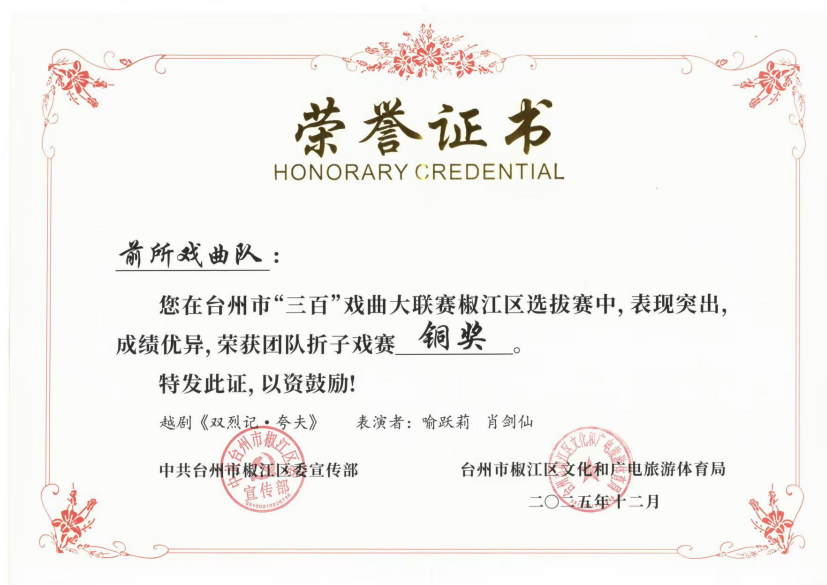 荣誉证书
HONORARY CREDENTIAL
前所戏曲队：
您在台州市“三百”戏曲大联赛椒江区选拔赛中，表现突出，
成绩优异，荣获团队折子戏赛 铜奖 。
特发此证，以资鼓励！
越剧《双烈记·夸夫》 表演者：喻跃莉 肖剑仙
中共台州市椒江区委宣传部
台州市椒江区文化和广电旅游体育局
二〇二五年十二月
宣传部